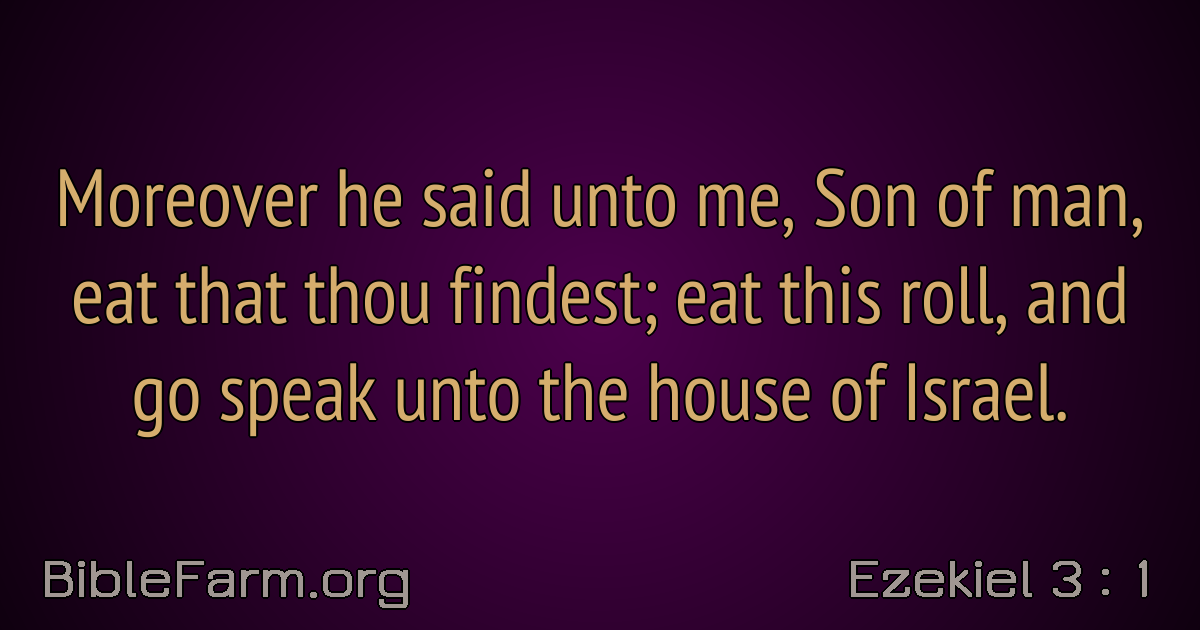 Moreover he said unto me, Son of man,
eat that thou findest; eat this roll, and
go speak unto the house of Israel.
BibleFarm.org
Ezekiel 3 : 1